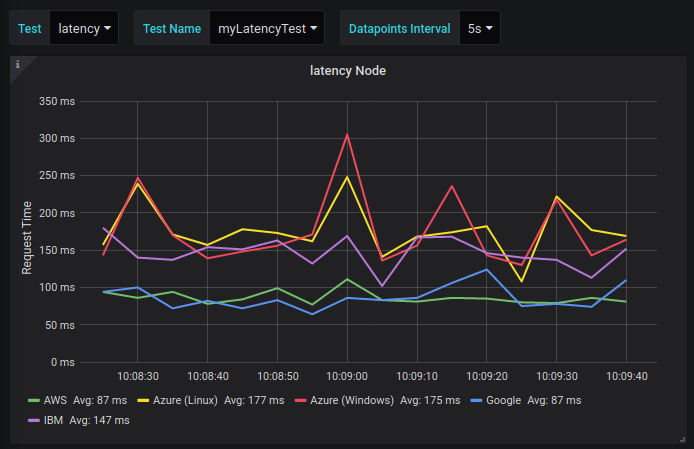 Test latency Test Name myLatencyTest Datapoints Interval 5s
i
latency Node
Request Time
350 ms
300 ms
250 ms
200 ms
150 ms
100 ms
50 ms
0 ms
10:08:30 10:08:40 10:08:50 10:09:00 10:09:10 10:09:20 10:09:30 10:09:40
AWS Avg: 87 ms Azure (Linux) Avg: 177 ms Azure (Windows) Avg: 175 ms Google Avg: 87 ms
IBM Avg: 147 ms